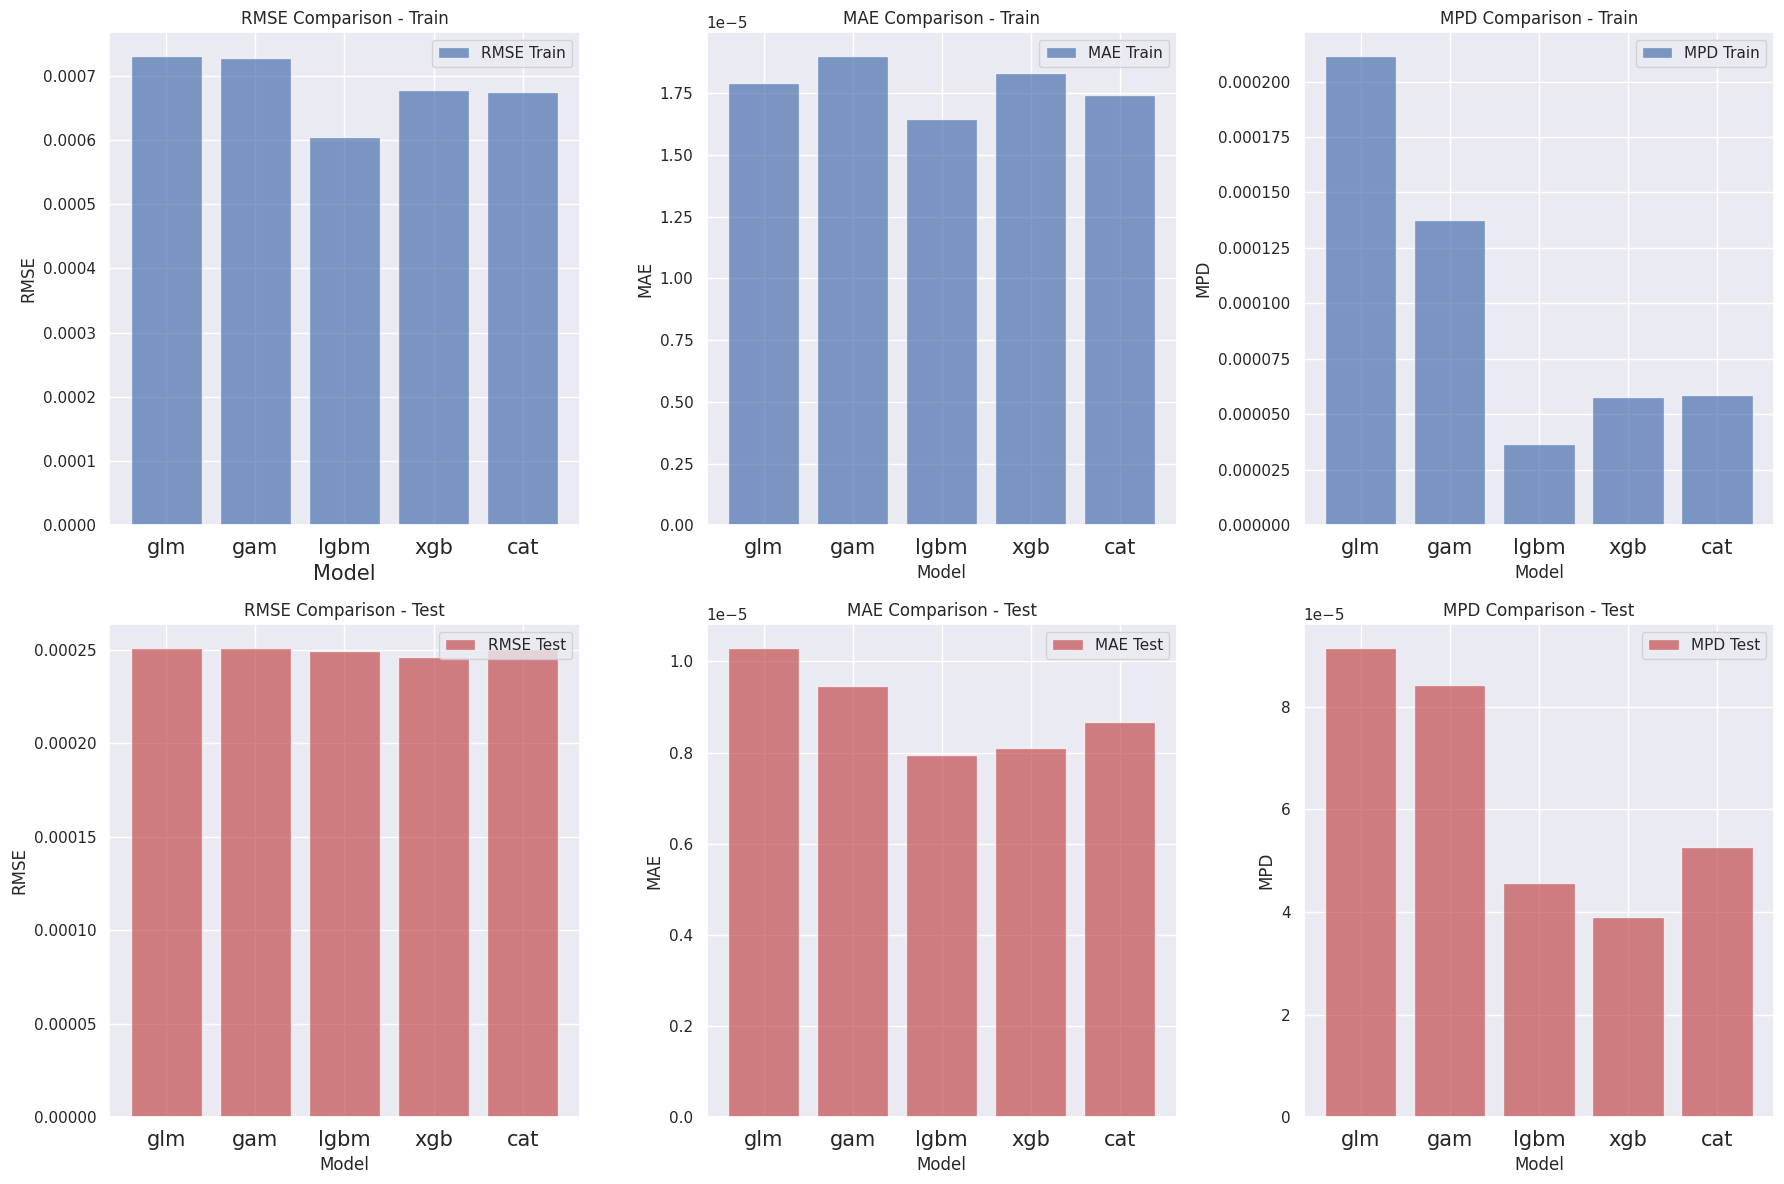 RMSE Comparison - Train
RMSE Train
RMSE
0.0007
0.0006
0.0005
0.0004
0.0003
0.0002
0.0001
0.0000
glm gam lgbm xgb cat
Model
MAE Comparison - Train
1e−5
MAE Train
MAE
1.75
1.50
1.25
1.00
0.75
0.50
0.25
0.00
glm gam lgbm xgb cat
Model
MPD Comparison - Train
MPD Train
MPD
0.000200
0.000175
0.000150
0.000125
0.000100
0.000075
0.000050
0.000025
0.000000
glm gam lgbm xgb cat
Model
RMSE Comparison - Test
RMSE Test
RMSE
0.00025
0.00020
0.00015
0.00010
0.00005
0.00000
glm gam lgbm xgb cat
Model
MAE Comparison - Test
1e−5
MAE Test
MAE
1.0
0.8
0.6
0.4
0.2
0.0
glm gam lgbm xgb cat
Model
MPD Comparison - Test
1e−5
MPD Test
MPD
8
6
4
2
0
glm gam lgbm xgb cat
Model